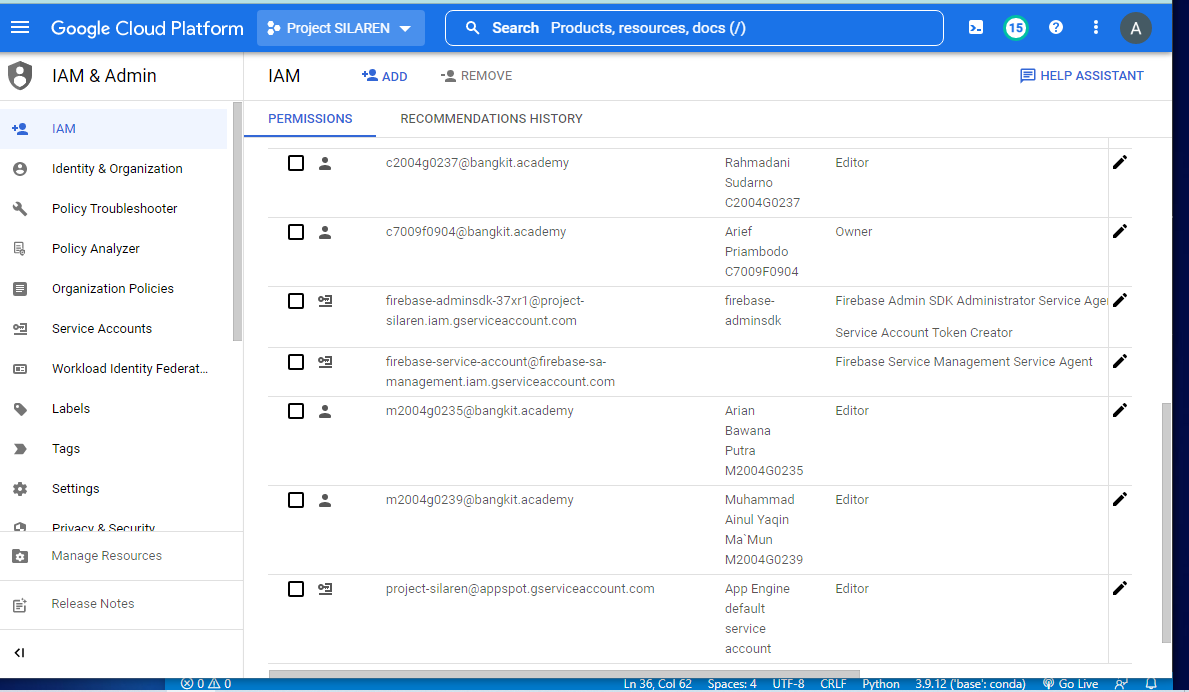 Google Cloud Platform
Project SILAREN
Search Products, resources, docs (/)
15
A
IAM & Admin
IAM
ADD
REMOVE
HELP ASSISTANT
PERMISSIONS
RECOMMENDATIONS HISTORY
IAM
Identity & Organization
Policy Troubleshooter
Policy Analyzer
Organization Policies
Service Accounts
Workload Identity Federat...
Labels
Tags
Settings
Privacy & Security
Manage Resources
Release Notes
c2004g0237@bangkit.academy
Rahmadani
Sudarno
C2004G0237
Editor
c7009f0904@bangkit.academy
Arief
Priambodo
C7009F0904
Owner
firebase-adminsdk-37xr1@project-
silaren.iam.gserviceaccount.com
firebase-
adminsdk
Firebase Admin SDK Administrator Service Age
Service Account Token Creator
firebase-service-account@firebase-sa-
management.iam.gserviceaccount.com
Firebase Service Management Service Agent
m2004g0235@bangkit.academy
Arian
Bawana
Putra
M2004G0235
Editor
m2004g0239@bangkit.academy
Muhammad
Ainul Yaqin
Ma`Mun
M2004G0239
Editor
project-silaren@appspot.gserviceaccount.com
App Engine
default
service
account
Editor
0 0
Ln 36, Col 62 Spaces: 4 UTF-8 CRLF Python 3.9.12 ('base': conda) Go Live